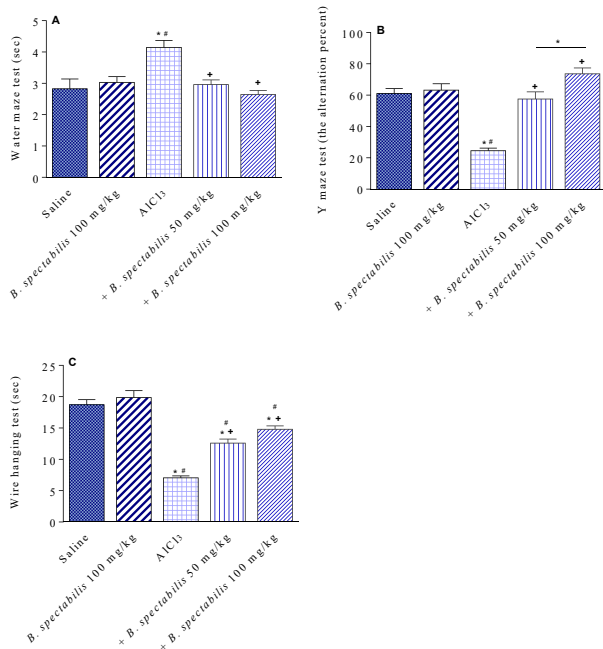 A
Water maze test (sec)
5
4
3
2
1
0
* #
+
+
Saline
B. spectabilis 100 mg/kg
AlCl3
+ B. spectabilis 50 mg/kg
+ B. spectabilis 100 mg/kg
B
Y maze test (the alternation percent)
100
80
60
40
20
0
* #
+
+
*
Saline
B. spectabilis 100 mg/kg
AlCl3
+ B. spectabilis 50 mg/kg
+ B. spectabilis 100 mg/kg
C
Wire hanging test (sec)
25
20
15
10
5
0
* #
#
* +
#
* +
Saline
B. spectabilis 100 mg/kg
AlCl3
+ B. spectabilis 50 mg/kg
+ B. spectabilis 100 mg/kg